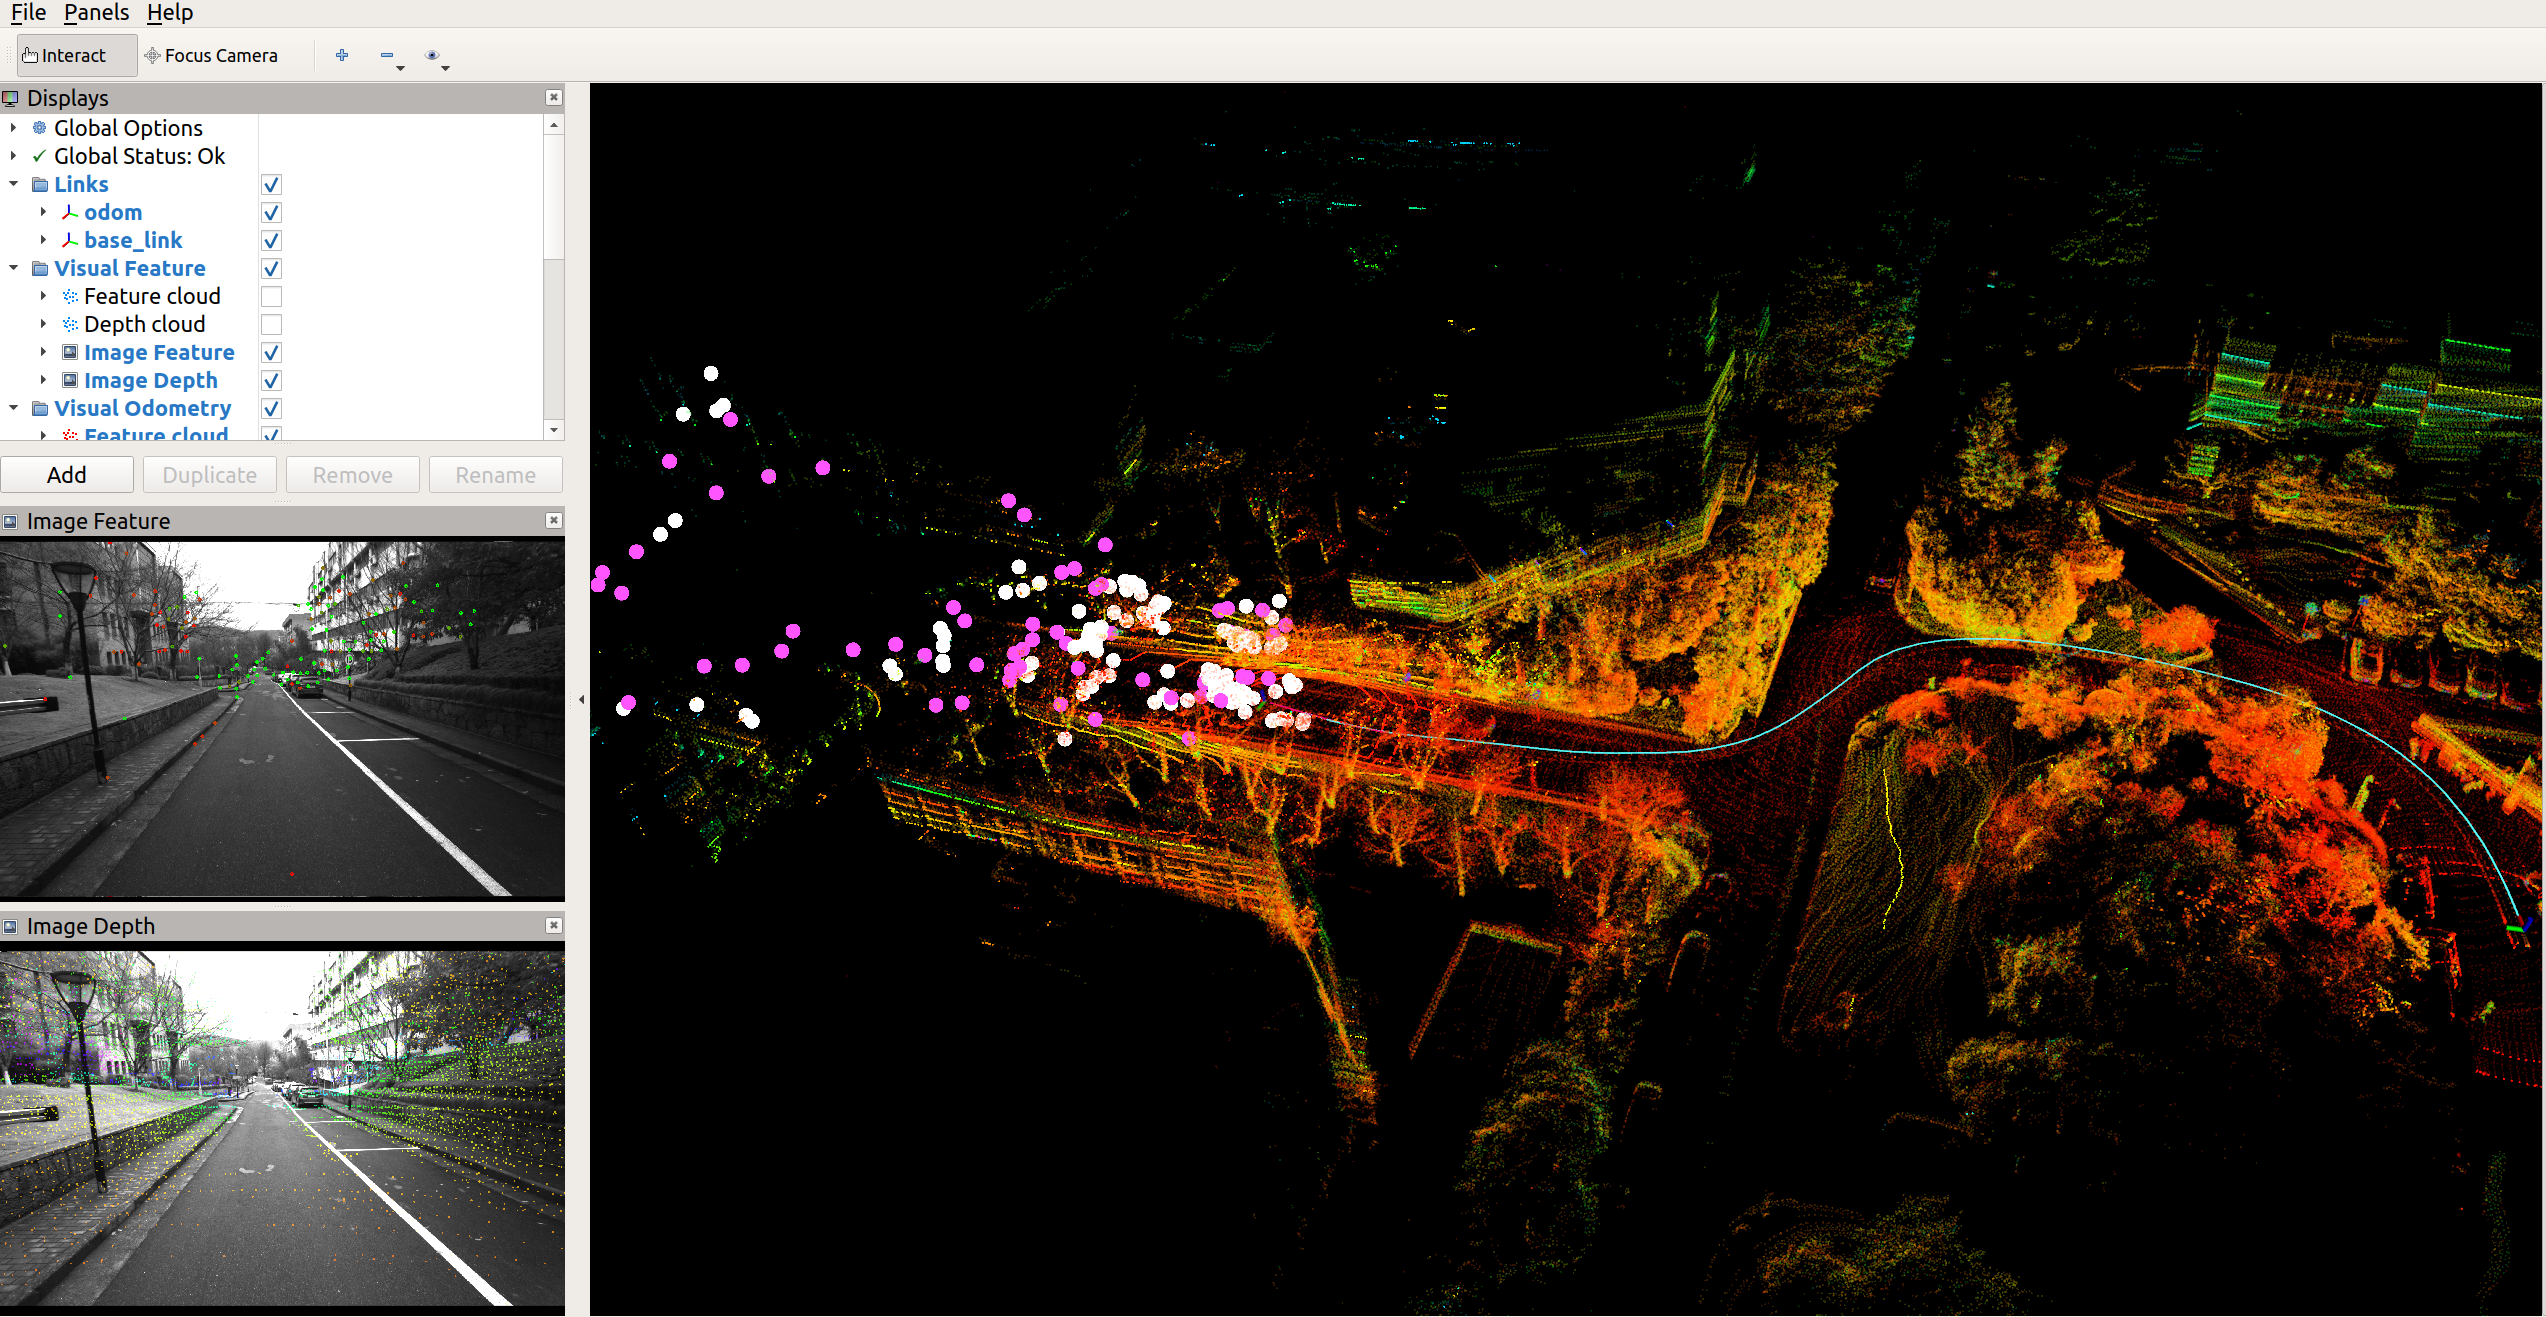 File Panels Help
Interact Focus Camera
Displays
Global Options
Global Status: Ok
Links
odom
base_link
Visual Feature
Feature cloud
Depth cloud
Image Feature
Image Depth
Visual Odometry
Feature cloud
Add Duplicate Remove Rename
Image Feature
Image Depth